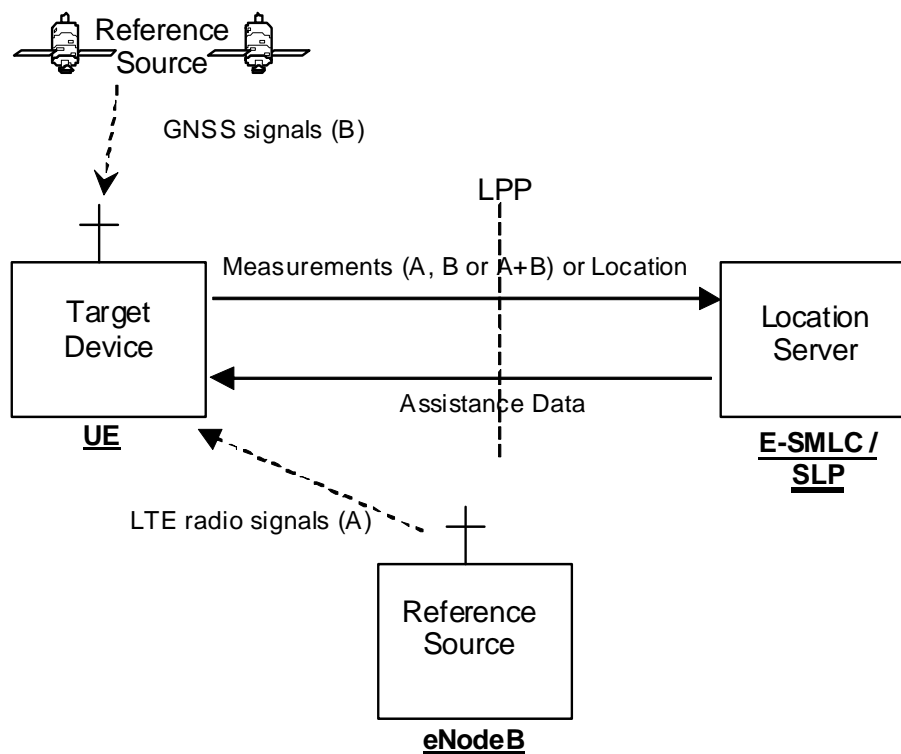 Reference
Source
GNSS signals (B)
LPP
Measurements (A, B or A+B) or Location
Target
Device
Location
Server
Assistance Data
UE
E-SMLC /
SLP
LTE radio signals (A)
Reference
Source
eNodeB